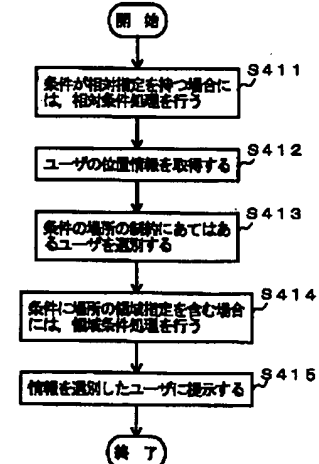 開 始
S411
条件が相対指定を持つ場合に
は，相対条件処理を行う
S412
ユーザの位置情報を取得する
S413
条件の場所の制約にあてはあ
るユーザを選別する
S414
条件に場所の領域指定を含む場合
には，領域条件処理を行う
S415
情報を選別したユーザに提示する
終 了